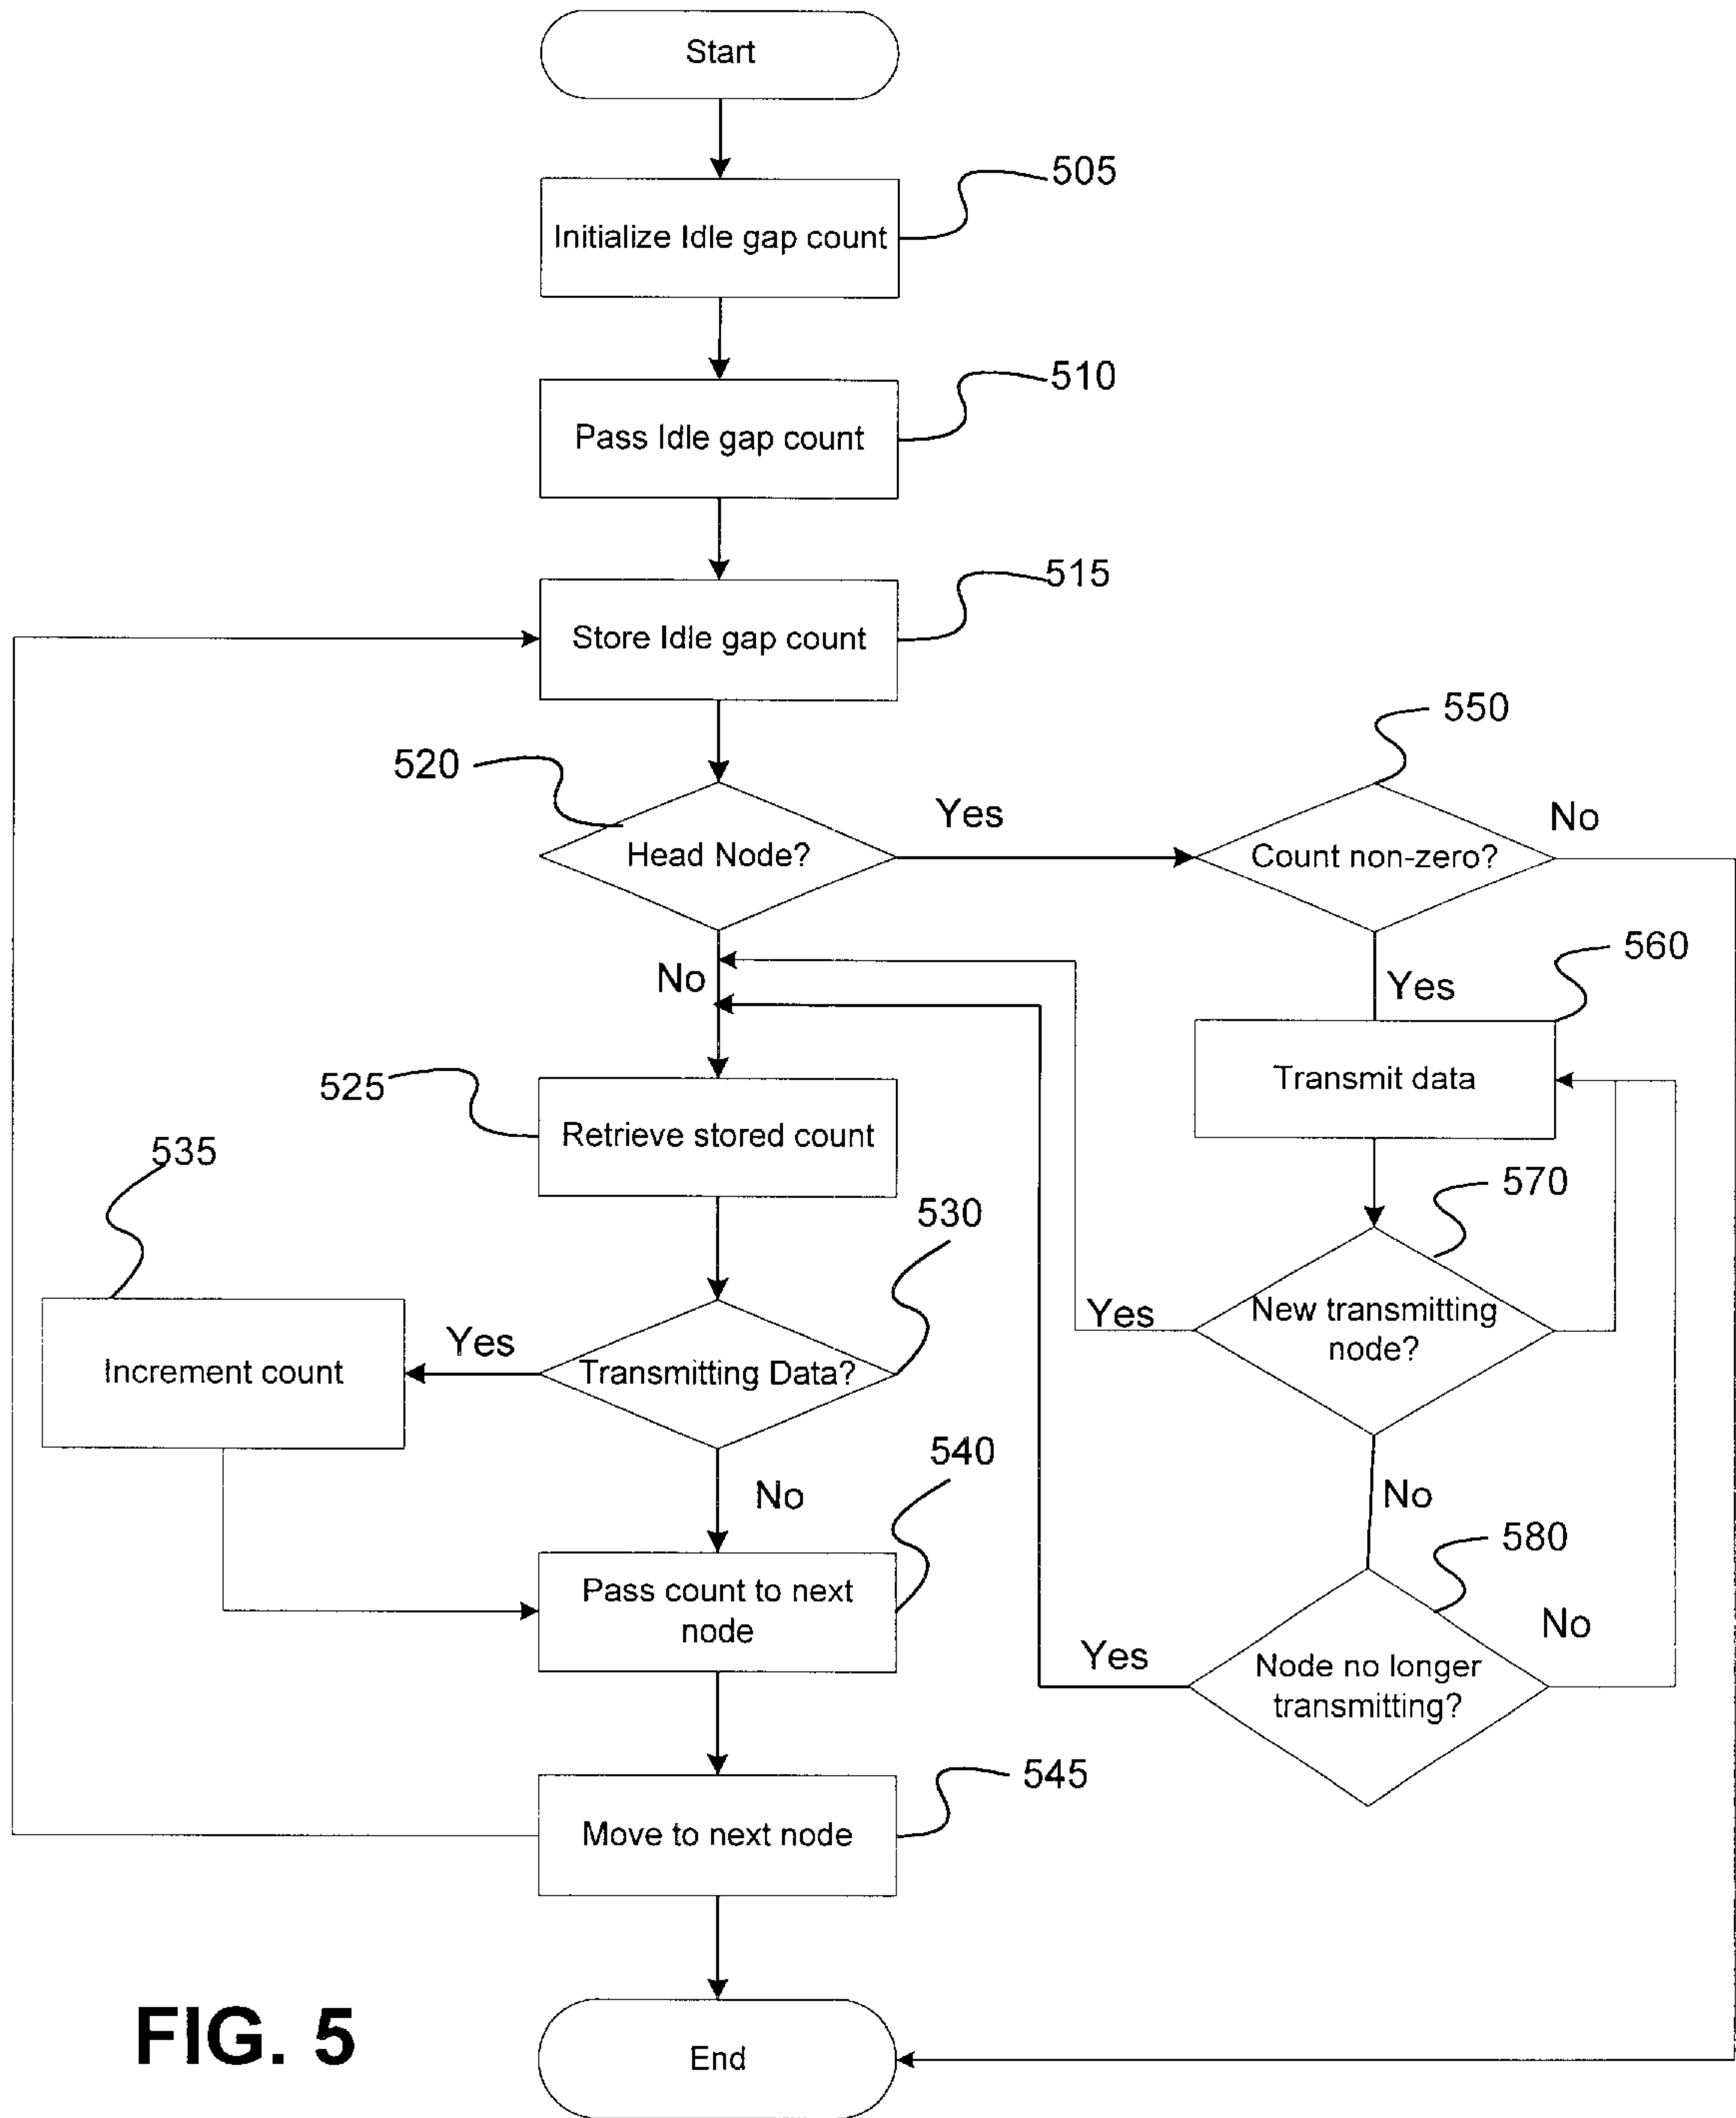 Start
505
Initialize Idle gap count
510
Pass Idle gap count
515
Store Idle gap count
520
Head Node?
Yes
550
Count non-zero?
No
No
Yes
560
Transmit data
525
Retrieve stored count
535
Increment count
Yes
530
Transmitting Data?
570
New transmitting
node?
Yes
No
No
540
Pass count to next
node
580
Node no longer
transmitting?
Yes
No
545
Move to next node
End
FIG. 5